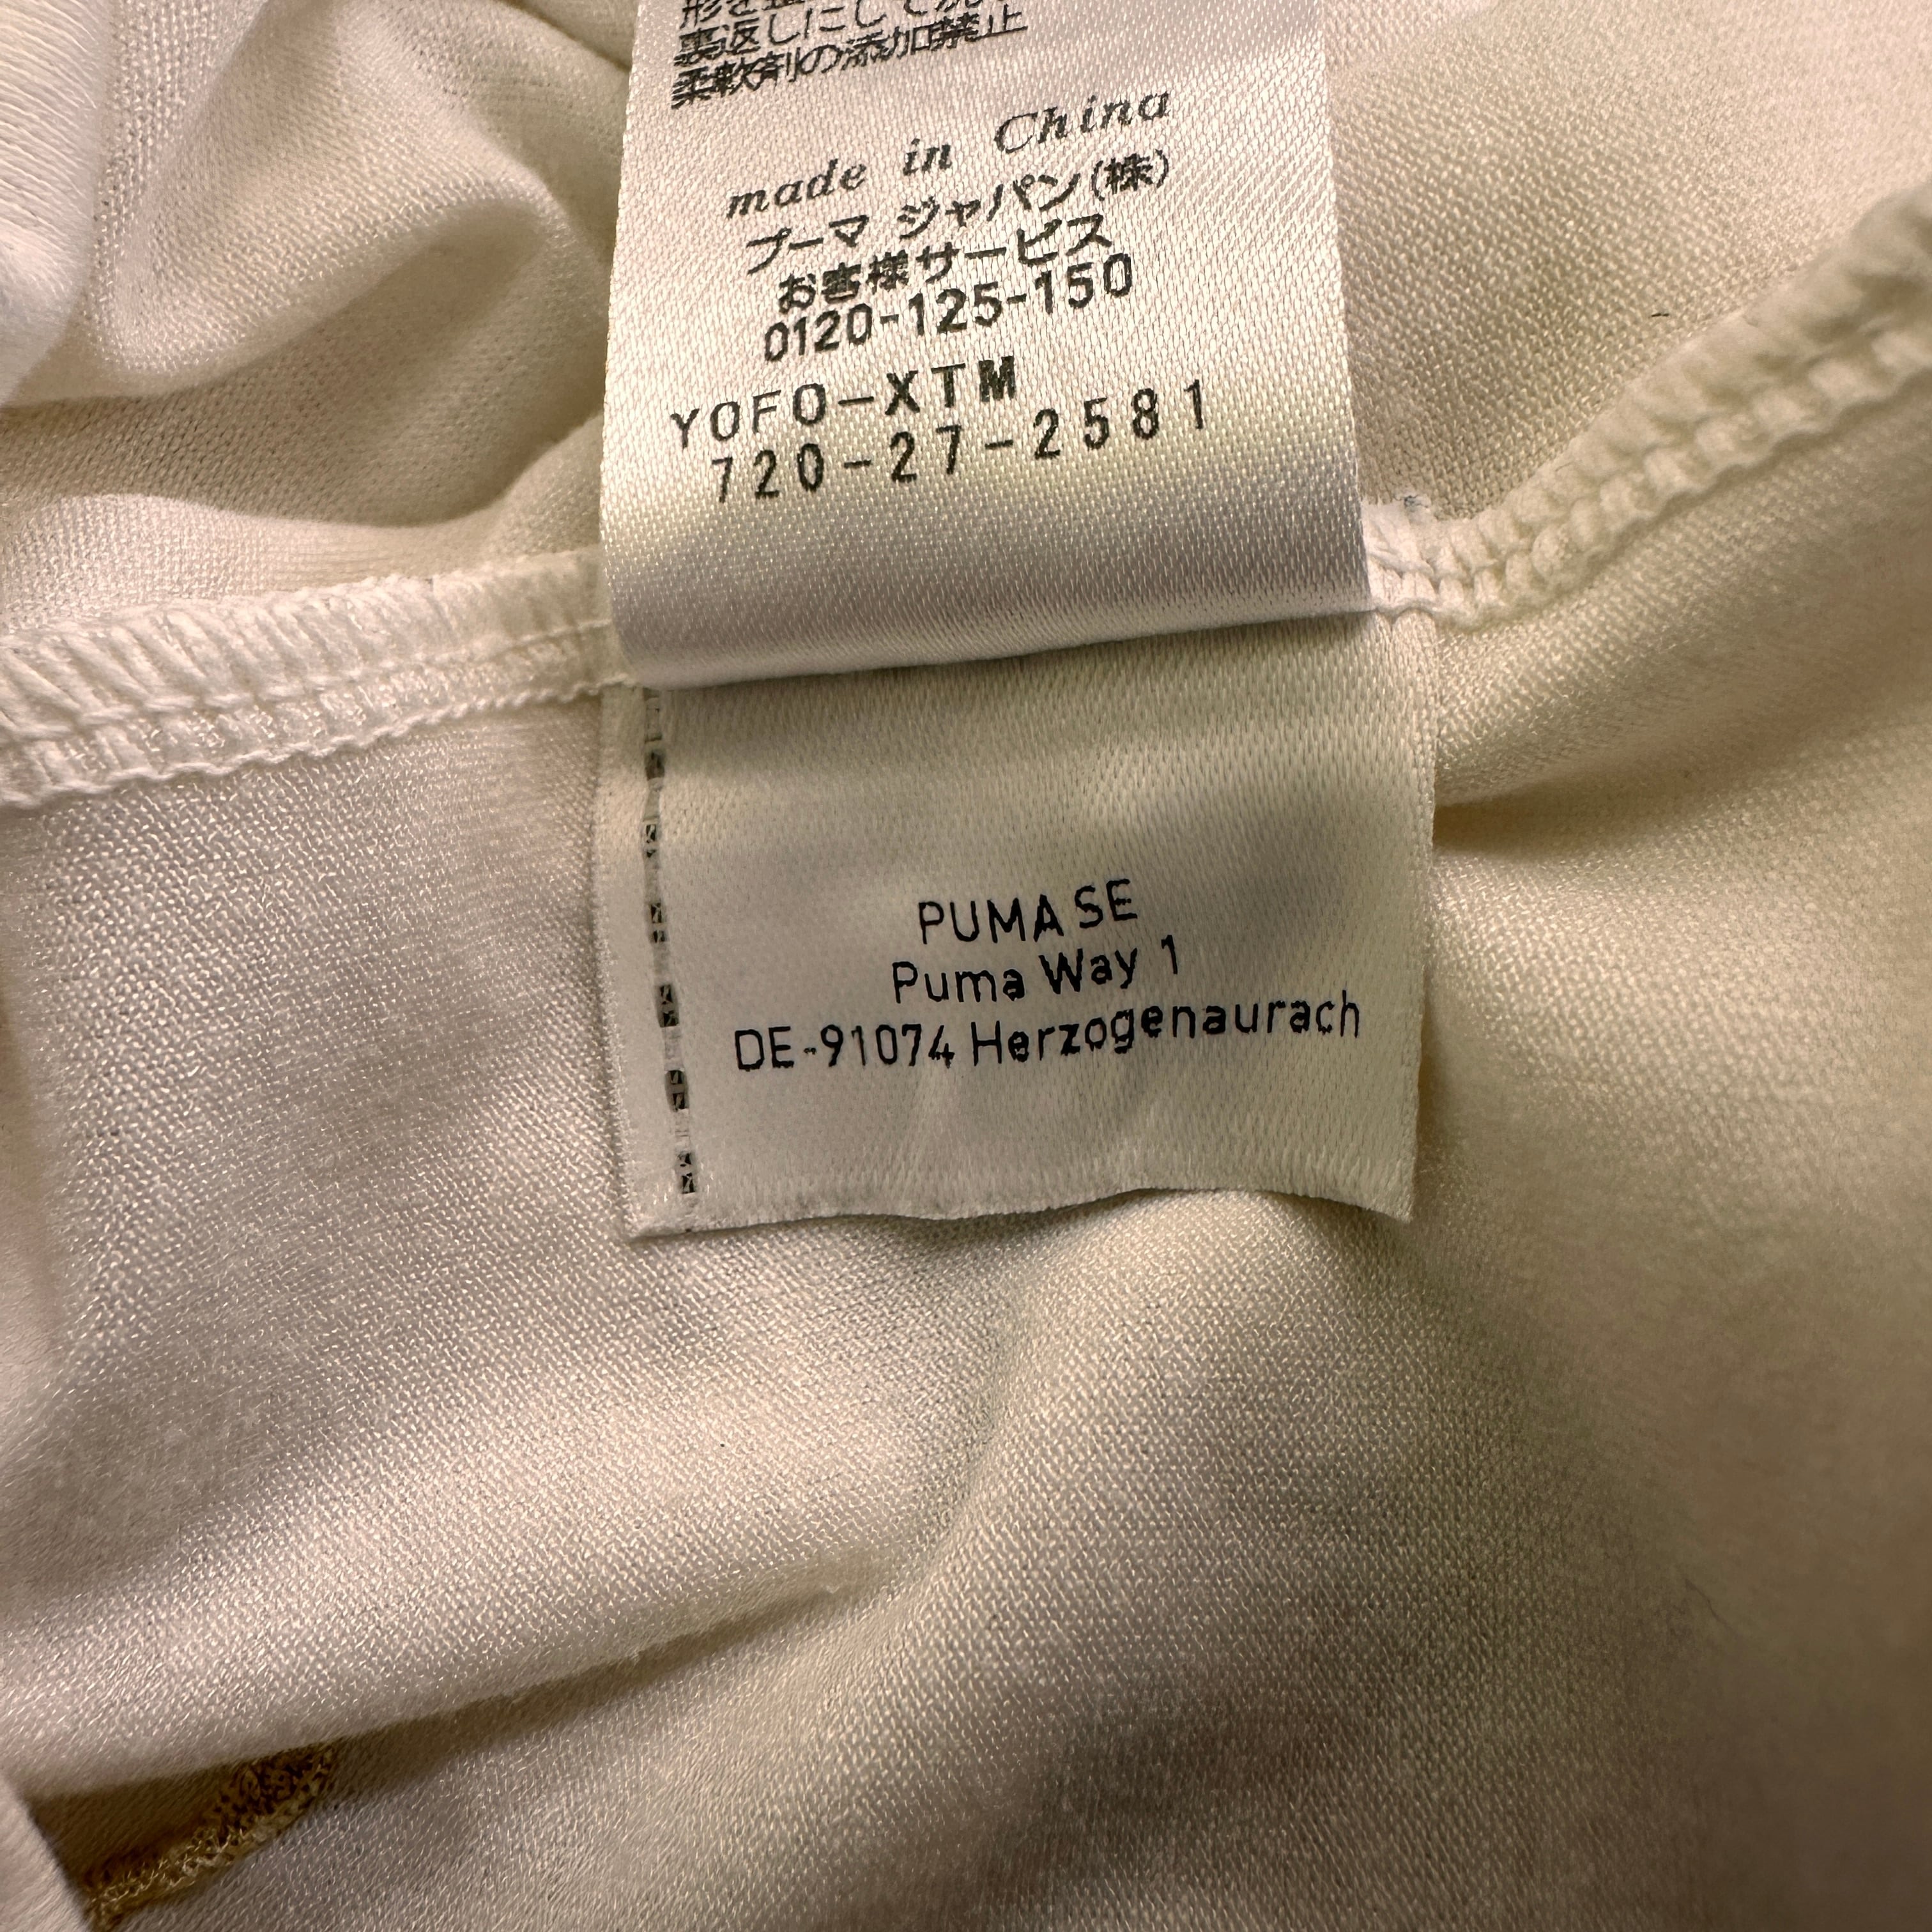 形を整
裏返しにして洗
柔軟剤の添加禁止
made in China
プーマ ジャパン(株)
お客様サービス
0120-125-150
YOFO-XTM
720-27-2581
PUMA SE
Puma Way 1
DE-91074 Herzogenaurach